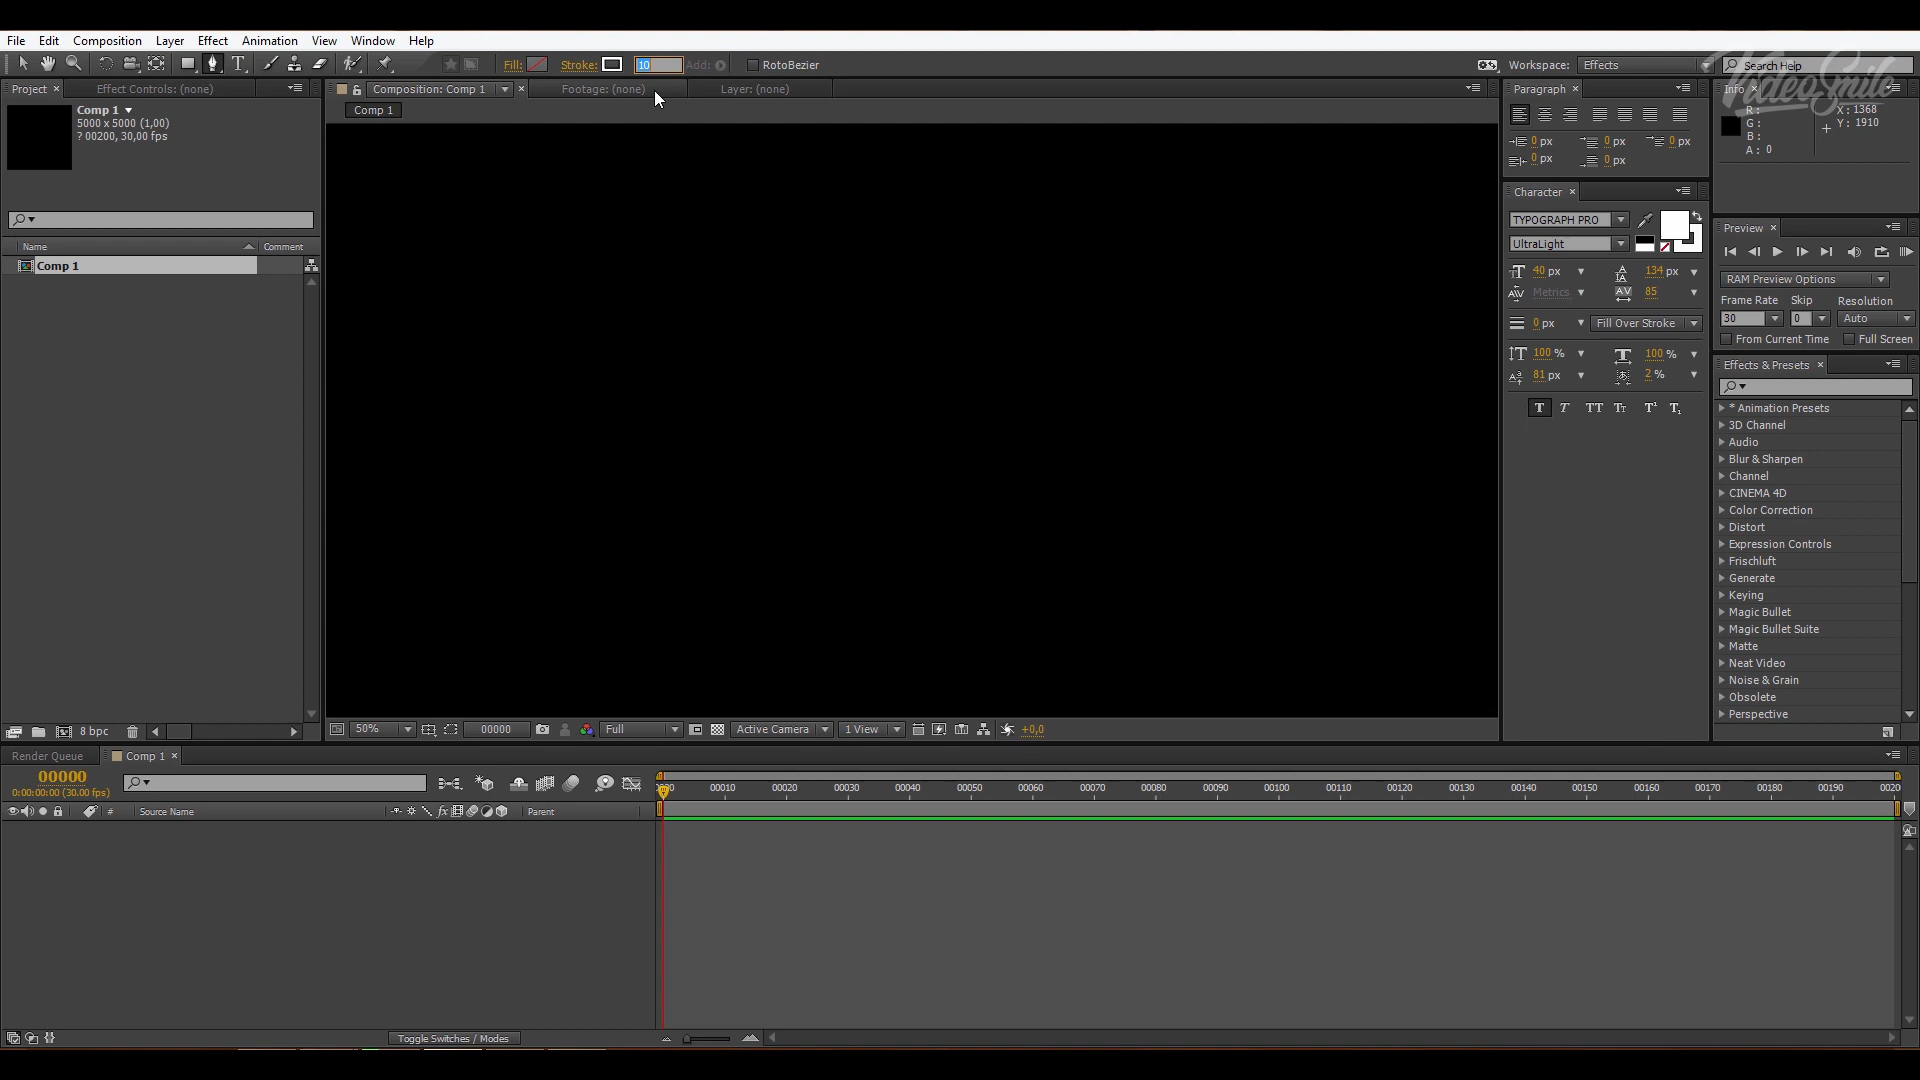 File Edit Composition Layer Effect Animation View Window Help
Fill: Stroke: 10 Add: RotoBezier Workspace: Effects Search Help
VideoSmile
Project Effect Controls: (none) Composition: Comp 1 Footage: (none) Layer: (none) Paragraph Info
Comp 1
5000 x 5000 (1,00)
? 00200, 30,00 fps
Comp 1
R:
G:
B:
A: 0
X: 1368
Y: 1910
0 px 0 px 0 px
0 px 0 px
Name Comment
Comp 1
Character
TYPOGRAPH PRO
UltraLight
40 px 134 px
Metrics 85
0 px Fill Over Stroke
100 % 100 %
81 px 2 %
T T TT Tt T¹ T₁
Preview
RAM Preview Options
Frame Rate Skip Resolution
30 0 Auto
From Current Time Full Screen
Effects & Presets
* Animation Presets
3D Channel
Audio
Blur & Sharpen
Channel
CINEMA 4D
Color Correction
Distort
Expression Controls
Frischluft
Generate
Keying
Magic Bullet
Magic Bullet Suite
Matte
Neat Video
Noise & Grain
Obsolete
Perspective
8 bpc
50% 00000 Full Active Camera 1 View +0,0
Render Queue Comp 1
00000
0:00:00:00 (30.00 fps)
00010 00020 00030 00040 00050 00060 00070 00080 00090 00100 00110 00120 00130 00140 00150 00160 00170 00180 00190 0020
# Source Name fx Parent
Toggle Switches / Modes